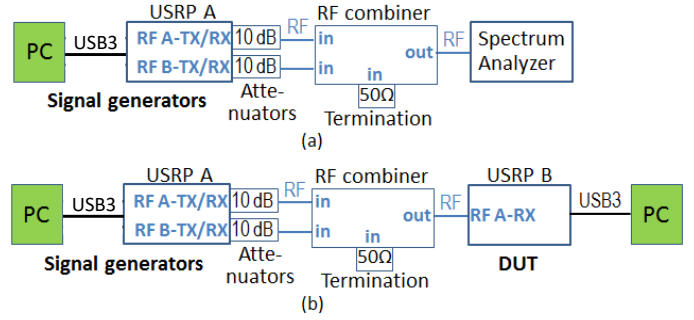 USRP A
RF combiner
PC
USB3
RF A-TX/RX
10 dB
RF
in
out
RF
Spectrum
Analyzer
RF B-TX/RX
10 dB
in
in
Signal generators
Atte-
nuators
50Ω
Termination
(a)
USRP A
RF combiner
USRP B
PC
USB3
RF A-TX/RX
10 dB
RF
in
out
RF
RF A-RX
USB3
PC
RF B-TX/RX
10 dB
in
in
Signal generators
Atte-
nuators
50Ω
Termination
DUT
(b)